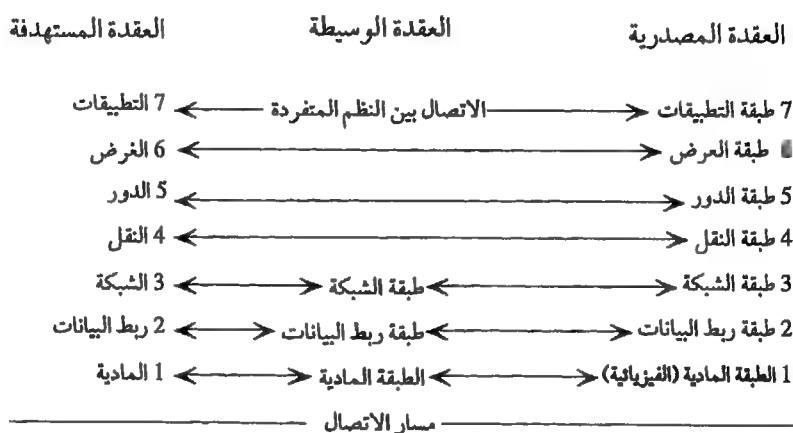 العقدة المصدرية العقدة الوسيطة العقدة المستهدفة
7 طبقة التطبيقات الاتصال بين النظم المتفردة 7 التطبيقات
طبقة العرض 6 الغرض
5 طبقة الدور 5 الدور
4 طبقة النقل 4 النقل
3 طبقة الشبكة طبقة الشبكة 3 الشبكة
2 طبقة ربط البيانات طبقة ربط البيانات 2 ربط البيانات
1 الطبقة المادية (الفيزيائية) الطبقة المادية 1 المادية
مسار الاتصال